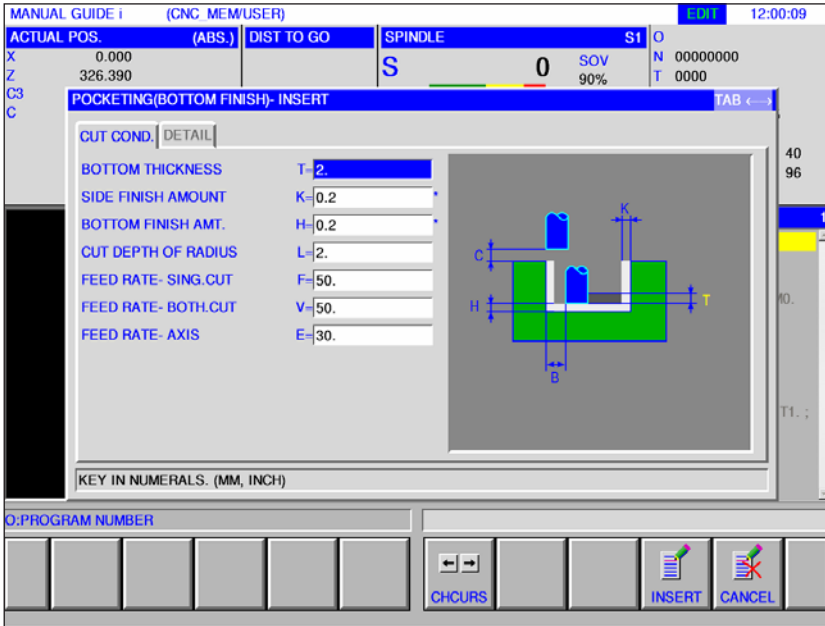 MANUAL GUIDE i (CNC_MEM/USER) EDIT 12:00:09
ACTUAL POS. (ABS.) DIST TO GO SPINDLE S1 O
X 0.000 S 0 SOV N 00000000
Z 326.390 90% T 0000
C3
C
POCKETING(BOTTOM FINISH)- INSERT TAB ←→
CUT COND. DETAIL
BOTTOM THICKNESS T=2.
SIDE FINISH AMOUNT K=0.2 *
BOTTOM FINISH AMT. H=0.2 *
CUT DEPTH OF RADIUS L=2.
FEED RATE- SING.CUT F=50.
FEED RATE- BOTH.CUT V=50.
FEED RATE- AXIS E=30.
K
C
H
T
B
40
96
1
M0.
T1. ;
KEY IN NUMERALS. (MM, INCH)
O:PROGRAM NUMBER
← →
CHCURS INSERT CANCEL